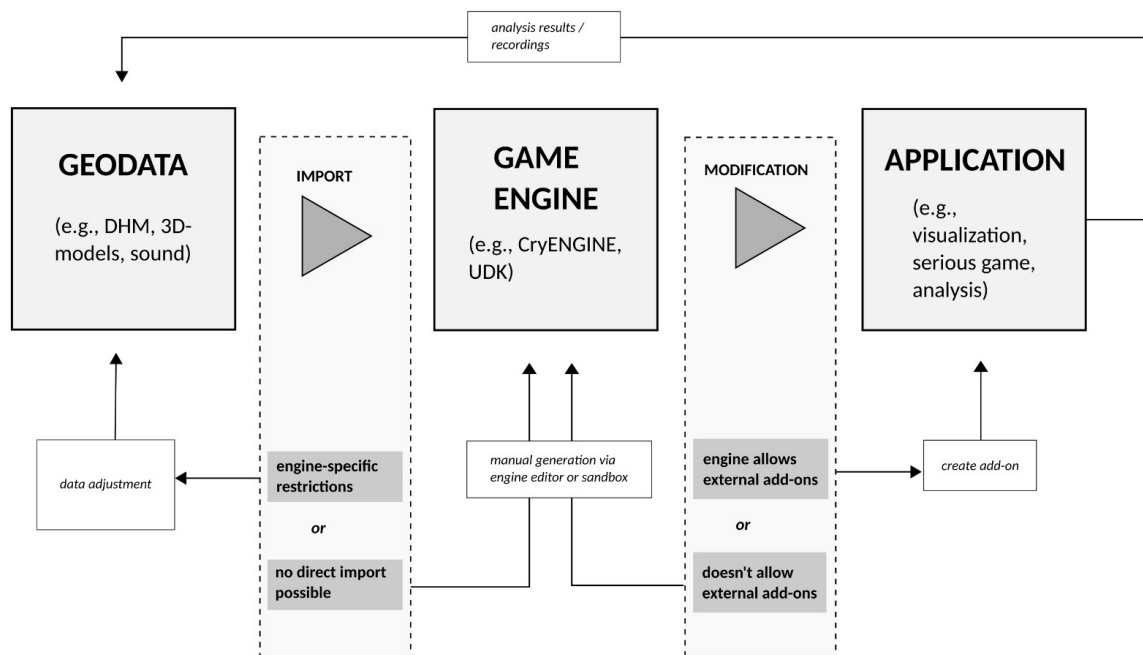 analysis results /
recordings
GEODATA
(e.g., DHM, 3D-
models, sound)
IMPORT
GAME
ENGINE
(e.g., CryENGINE,
UDK)
MODIFICATION
APPLICATION
(e.g.,
visualization,
serious game,
analysis)
data adjustment
engine-specific
restrictions
or
no direct import
possible
manual generation via
engine editor or sandbox
engine allows
external add-ons
or
doesn't allow
external add-ons
create add-on